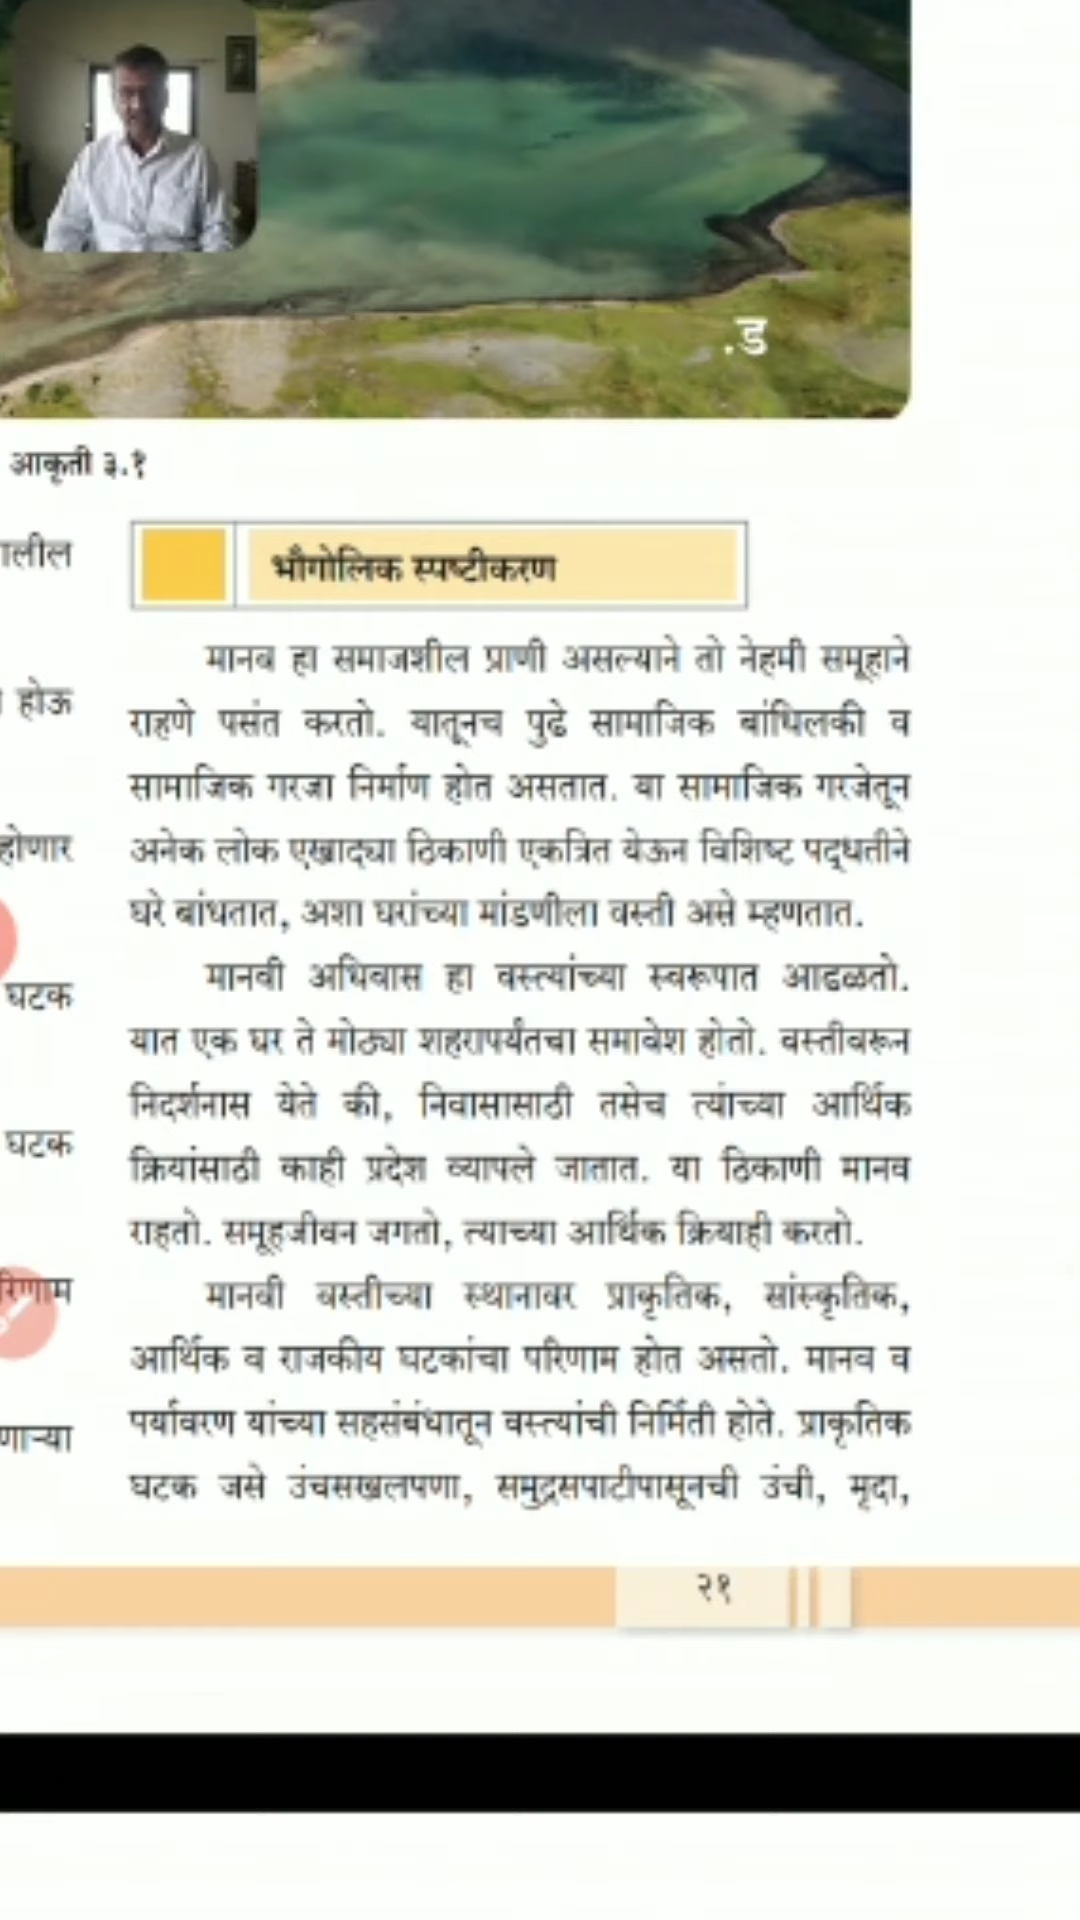 .ड
आकृती ३.१
होऊ
होणार
घटक
घटक
भौगोलिक स्पष्टीकरण
मानव हा समाजशील प्राणी असल्याने तो नेहमी समूहाने
राहणे पसंत करतो. यातूनच पुढे सामाजिक बांधिलकी व
सामाजिक गरजा निर्माण होत असतात. या सामाजिक गरजेतून
अनेक लोक एखाद्या ठिकाणी एकत्रित येऊन विशिष्ट पद्धतीने
घरे बांधतात, अशा घरांच्या मांडणीला वस्ती असे म्हणतात.
मानवी अधिवास हा वस्त्यांच्या स्वरूपात आढळतो.
यात एक घर ते मोठ्या शहरापर्यंतचा समावेश होतो. वस्तीवरून
निदर्शनास येते की, निवासासाठी तसेच त्यांच्या आर्थिक
क्रियांसाठी काही प्रदेश व्यापले जातात. या ठिकाणी मानव
राहतो. समूहजीवन जगतो, त्याच्या आर्थिक क्रियाही करतो.
मानवी वस्तीच्या स्थानावर प्राकृतिक, सांस्कृतिक,
आर्थिक व राजकीय घटकांचा परिणाम होत असतो. मानव व
पर्यावरण यांच्या सहसंबंधातून वस्त्यांची निर्मिती होते. प्राकृतिक
घटक जसे उंचसखलपणा, समुद्रसपाटीपासूनची उंची, मृदा,
२१